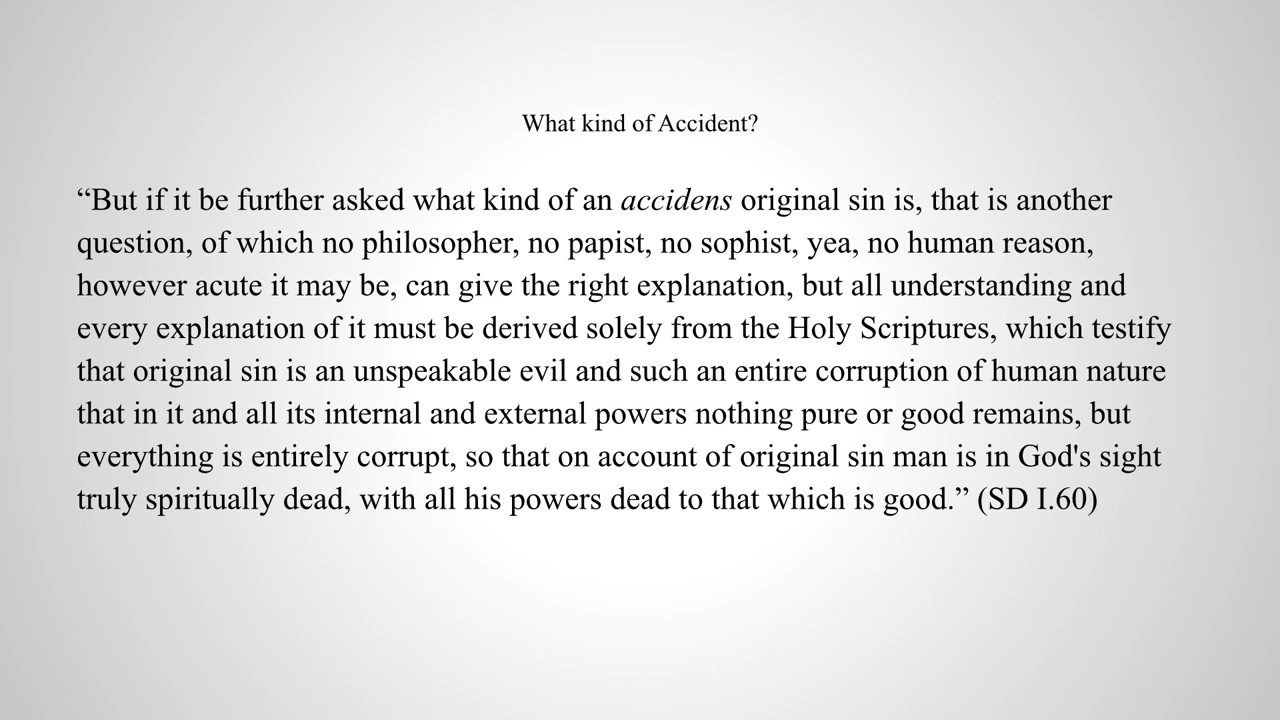 What kind of Accident?
“But if it be further asked what kind of an accidens original sin is, that is another
question, of which no philosopher, no papist, no sophist, yea, no human reason,
however acute it may be, can give the right explanation, but all understanding and
every explanation of it must be derived solely from the Holy Scriptures, which testify
that original sin is an unspeakable evil and such an entire corruption of human nature
that in it and all its internal and external powers nothing pure or good remains, but
everything is entirely corrupt, so that on account of original sin man is in God's sight
truly spiritually dead, with all his powers dead to that which is good.” (SD I.60)